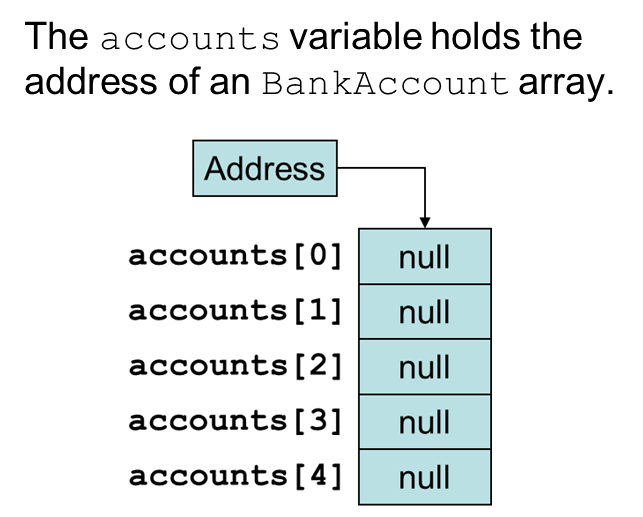 The accounts variable holds the
address of an BankAccount array.
Address
accounts[0] null
accounts[1] null
accounts[2] null
accounts[3] null
accounts[4] null